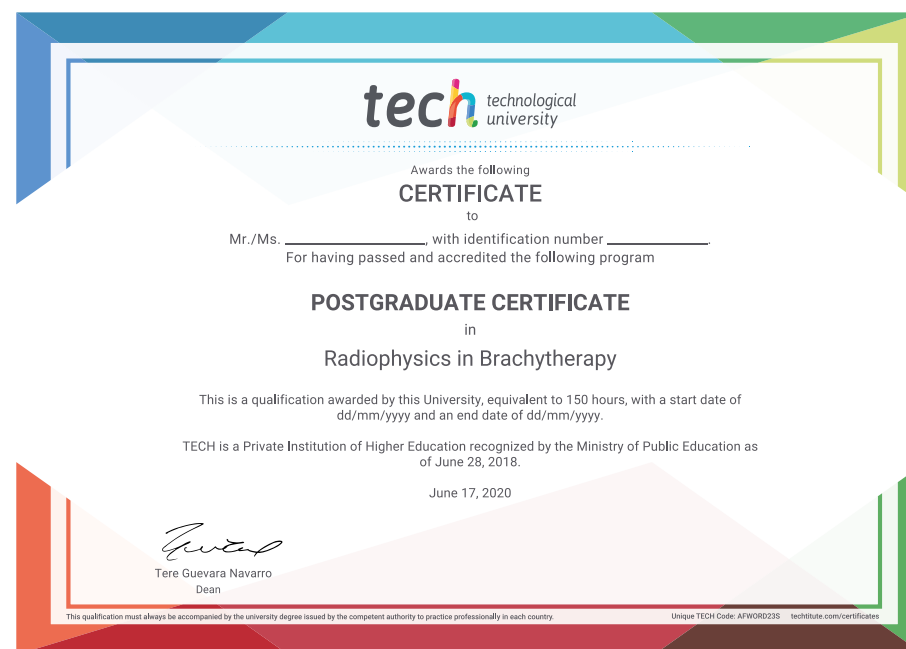 tech technological
university
Awards the following
CERTIFICATE
to
Mr./Ms. ____________________, with identification number ______________.
For having passed and accredited the following program
POSTGRADUATE CERTIFICATE
in
Radiophysics in Brachytherapy
This is a qualification awarded by this University, equivalent to 150 hours, with a start date of
dd/mm/yyyy and an end date of dd/mm/yyyy.
TECH is a Private Institution of Higher Education recognized by the Ministry of Public Education as
of June 28, 2018.
June 17, 2020
Tere Guevara Navarro
Dean
This qualification must always be accompanied by the university degree issued by the competent authority to practice professionally in each country. Unique TECH Code: AFWORD23S techtitute.com/certificates